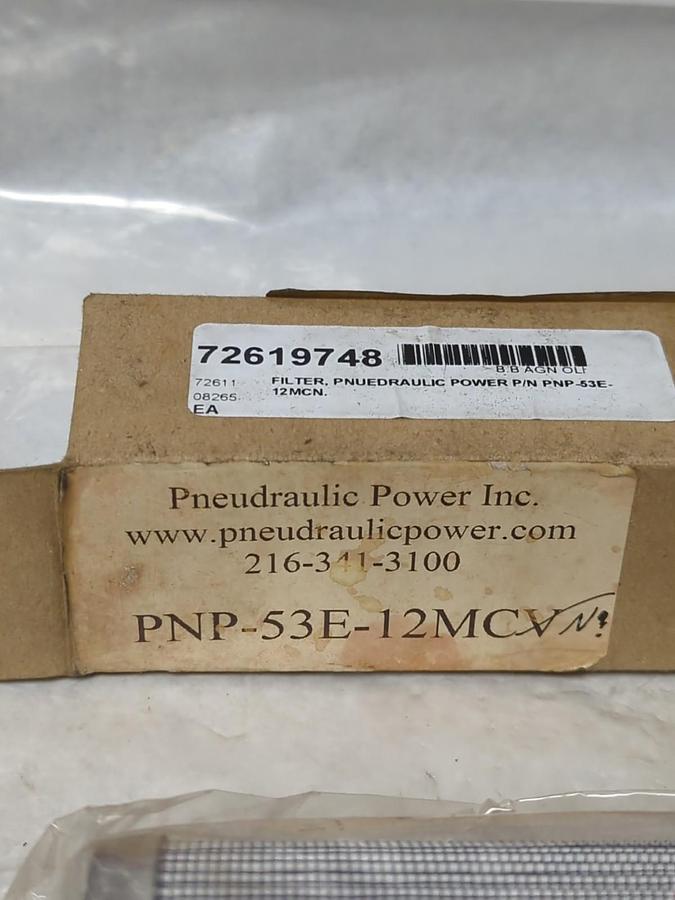 72619748
B.B AGN OLF
72611
FILTER, PNUEDRAULIC POWER P/N PNP-53E-
08265
12MCN.
EA
Pneudraulic Power Inc.
www.pneudraulicpower.com
216-341-3100
PNP-53E-12MCV N?